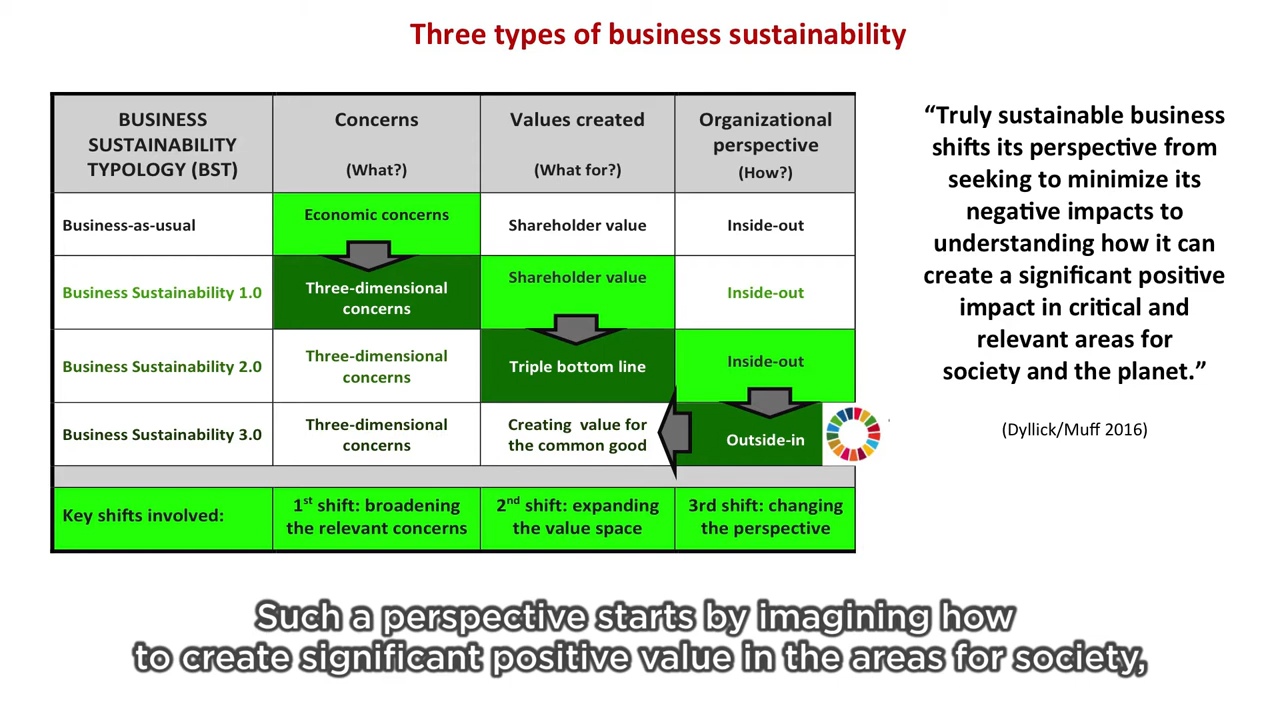 Three types of business sustainability
BUSINESS
SUSTAINABILITY
TYPOLOGY (BST)
Concerns
(What?)
Values created
(What for?)
Organizational
perspective
(How?)
Business-as-usual
Economic concerns
Shareholder value
Inside-out
Business Sustainability 1.0
Three-dimensional
concerns
Shareholder value
Inside-out
Business Sustainability 2.0
Three-dimensional
concerns
Triple bottom line
Inside-out
Business Sustainability 3.0
Three-dimensional
concerns
Creating value for
the common good
Outside-in
Key shifts involved:
1st shift: broadening
the relevant concerns
2nd shift: expanding
the value space
3rd shift: changing
the perspective
“Truly sustainable business
shifts its perspective from
seeking to minimize its
negative impacts to
understanding how it can
create a significant positive
impact in critical and
relevant areas for
society and the planet.”
(Dyllick/Muff 2016)
Such a perspective starts by imagining how
to create significant positive value in the areas for society,